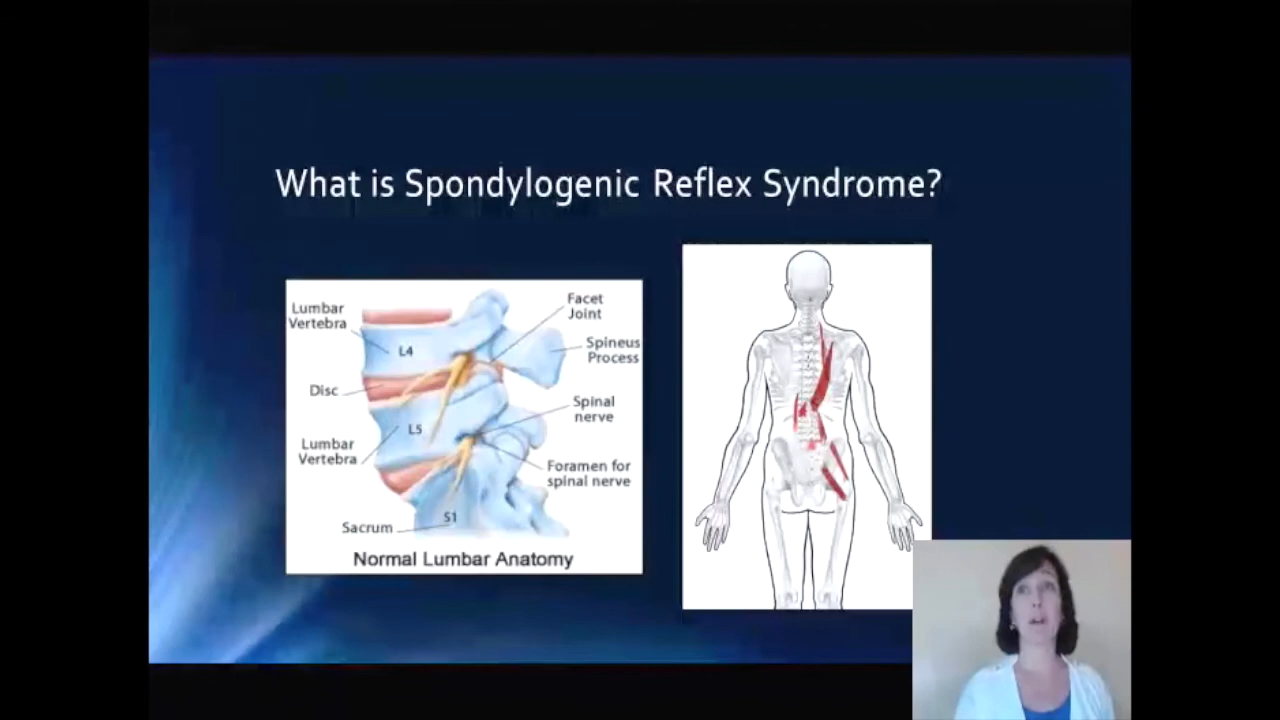 What is Spondylogenic Reflex Syndrome?
Lumbar
Vertebra
L4
Disc
L5
Lumbar
Vertebra
Sacrum
S1
Facet
Joint
Spineus
Process
Spinal
nerve
Foramen for
spinal nerve
Normal Lumbar Anatomy